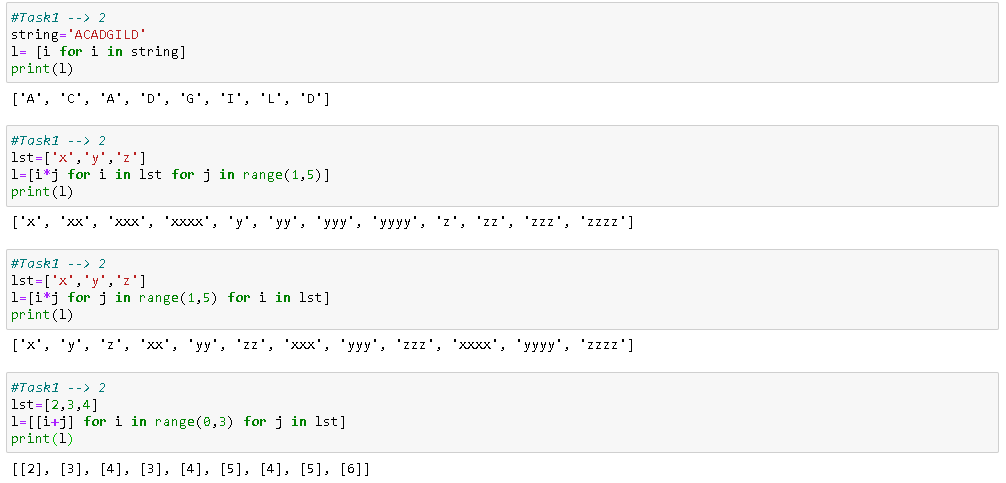 #Task1 --> 2
string='ACADGILD'
l= [i for i in string]
print(l)
['A', 'C', 'A', 'D', 'G', 'I', 'L', 'D']
#Task1 --> 2
lst=['x','y','z']
l=[i*j for i in lst for j in range(1,5)]
print(l)
['x', 'xx', 'xxx', 'xxxx', 'y', 'yy', 'yyy', 'yyyy', 'z', 'zz', 'zzz', 'zzzz']
#Task1 --> 2
lst=['x','y','z']
l=[i*j for j in range(1,5) for i in lst]
print(l)
['x', 'y', 'z', 'xx', 'yy', 'zz', 'xxx', 'yyy', 'zzz', 'xxxx', 'yyyy', 'zzzz']
#Task1 --> 2
lst=[2,3,4]
l=[[i+j] for i in range(0,3) for j in lst]
print(l)
[[2], [3], [4], [3], [4], [5], [4], [5], [6]]